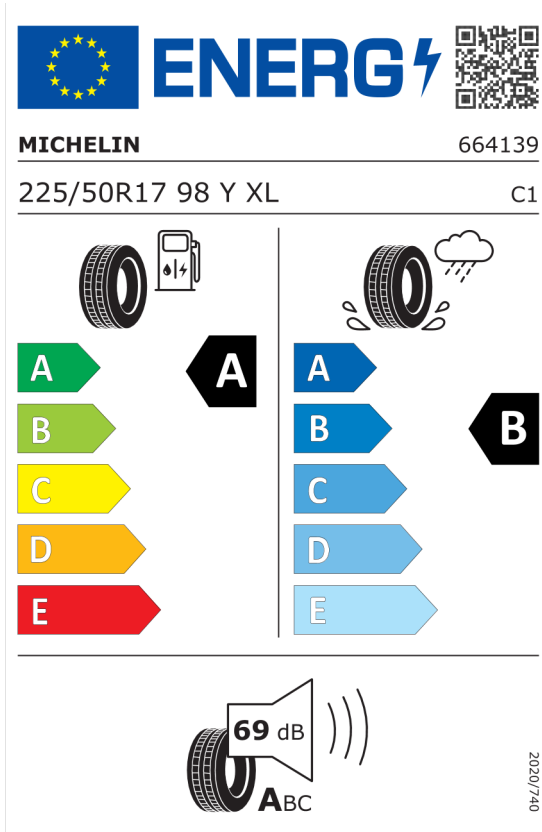 ENERG
MICHELIN 664139
225/50R17 98 Y XL C1
A A A
B B B
C C
D D
E E
69 dB
ABC
2020/740